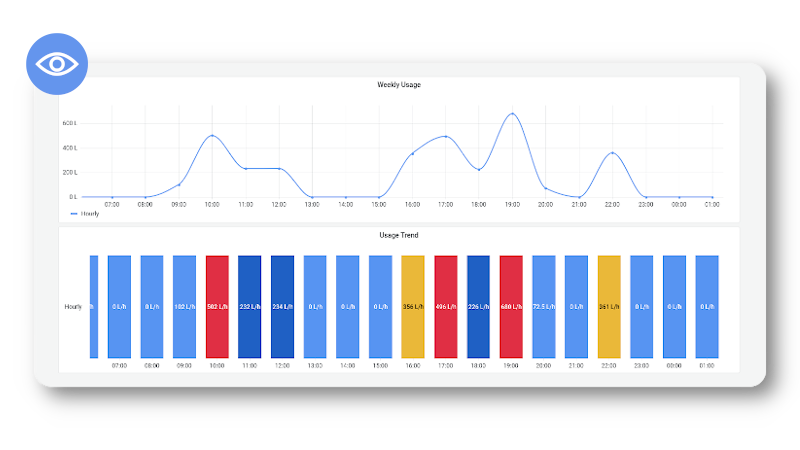 Weekly Usage
600 L
400 L
200 L
0 L
07:00 08:00 09:00 10:00 11:00 12:00 13:00 14:00 15:00 16:00 17:00 18:00 19:00 20:00 21:00 22:00 23:00 00:00 01:00
Hourly
Usage Trend
Hourly /h 0 L/h 0 L/h 102 L/h 502 L/h 232 L/h 234 L/h 0 L/h 0 L/h 0 L/h 356 L/h 496 L/h 226 L/h 680 L/h 72.5 L/h 0 L/h 361 L/h 0 L/h 0 L/h 0 L/h
07:00 08:00 09:00 10:00 11:00 12:00 13:00 14:00 15:00 16:00 17:00 18:00 19:00 20:00 21:00 22:00 23:00 00:00 01:00